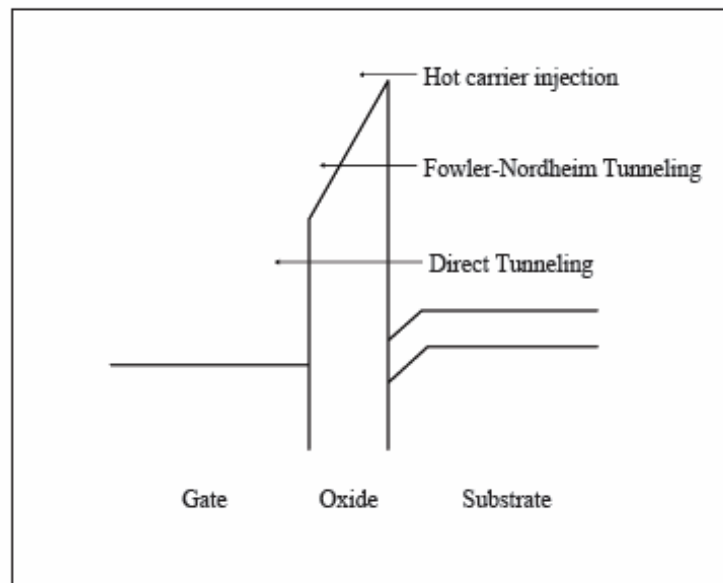 Hot carrier injection
Fowler-Nordheim Tunneling
Direct Tunneling
Gate Oxide Substrate